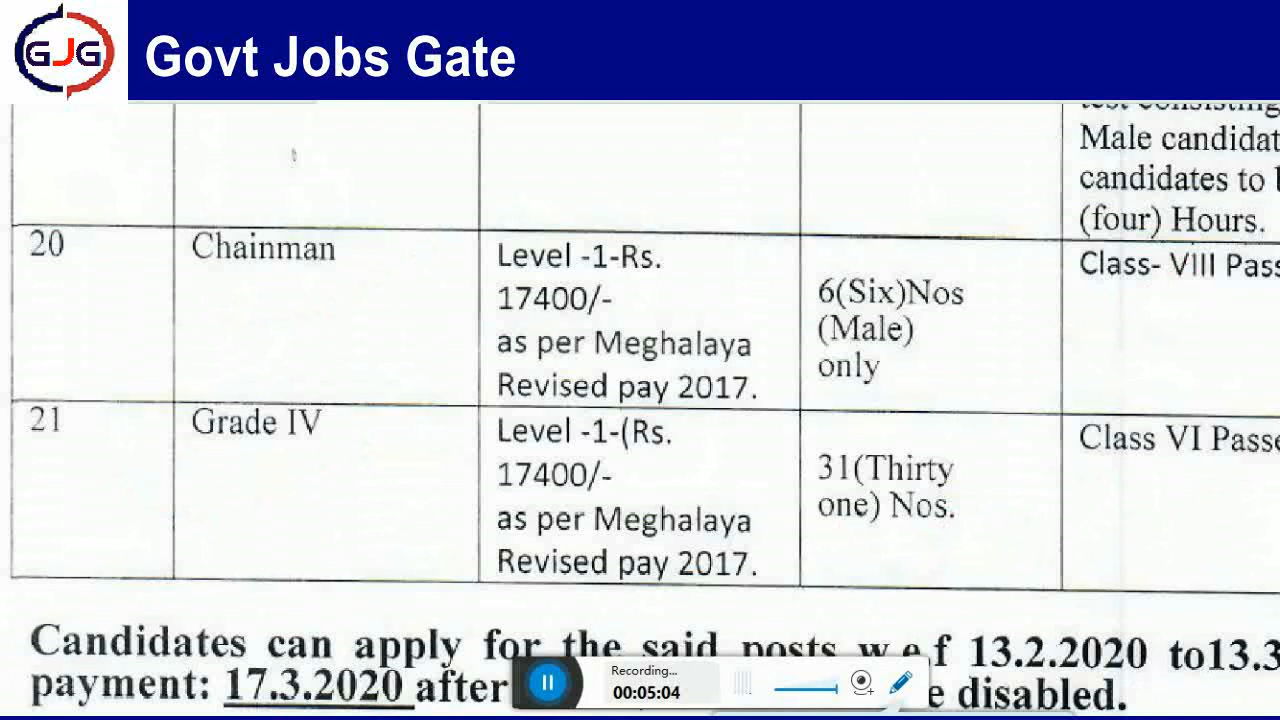 GJG
Govt Jobs Gate
test consisting
Male candidat
candidates to
(four) Hours.
20
Chainman
Level -1-Rs.
17400/-
as per Meghalaya
Revised pay 2017.
6(Six)Nos
(Male)
only
Class- VIII Pass
21
Grade IV
Level -1-(Rs.
17400/-
as per Meghalaya
Revised pay 2017.
31(Thirty
one) Nos.
Class VI Passe
Candidates can apply for the said posts w.e.f 13.2.2020 to13.3
payment: 17.3.2020 after e disabled.
Recording...
00:05:04